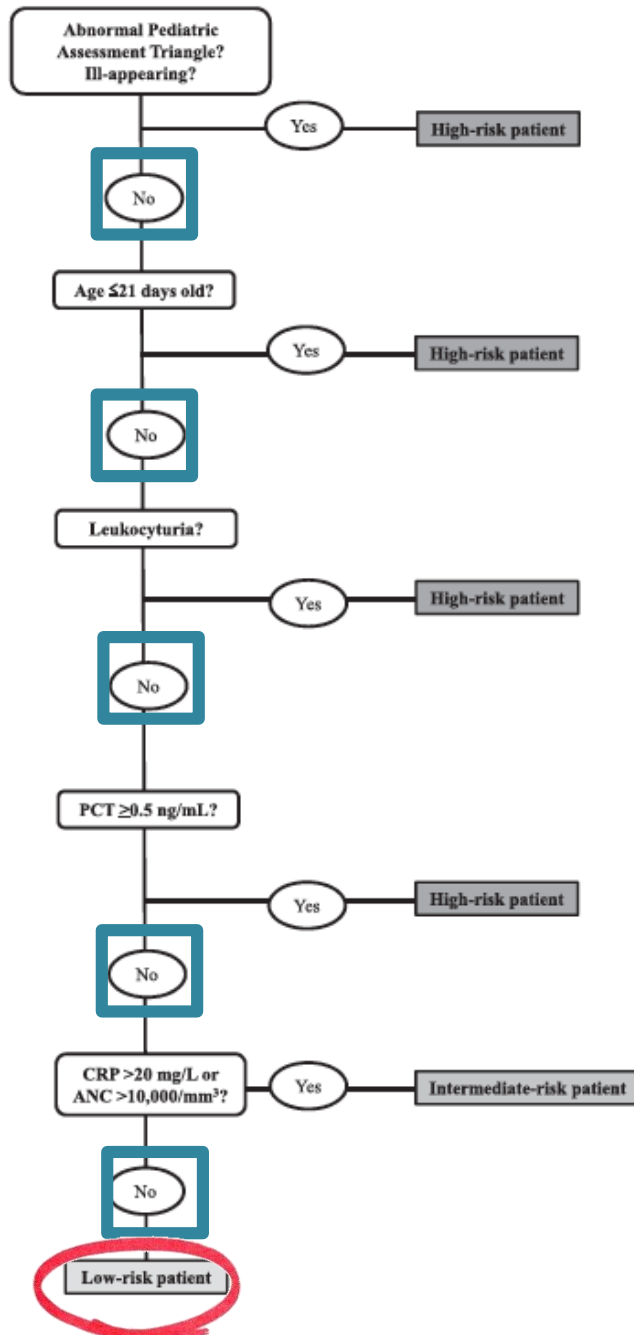 Abnormal Pediatric
Assessment Triangle?
Ill-appearing?
Yes
High-risk patient
No
Age ≤21 days old?
Yes
High-risk patient
No
Leukocyturia?
Yes
High-risk patient
No
PCT ≥0.5 ng/mL?
Yes
High-risk patient
No
CRP >20 mg/L or
ANC >10,000/mm³?
Yes
Intermediate-risk patient
No
Low-risk patient